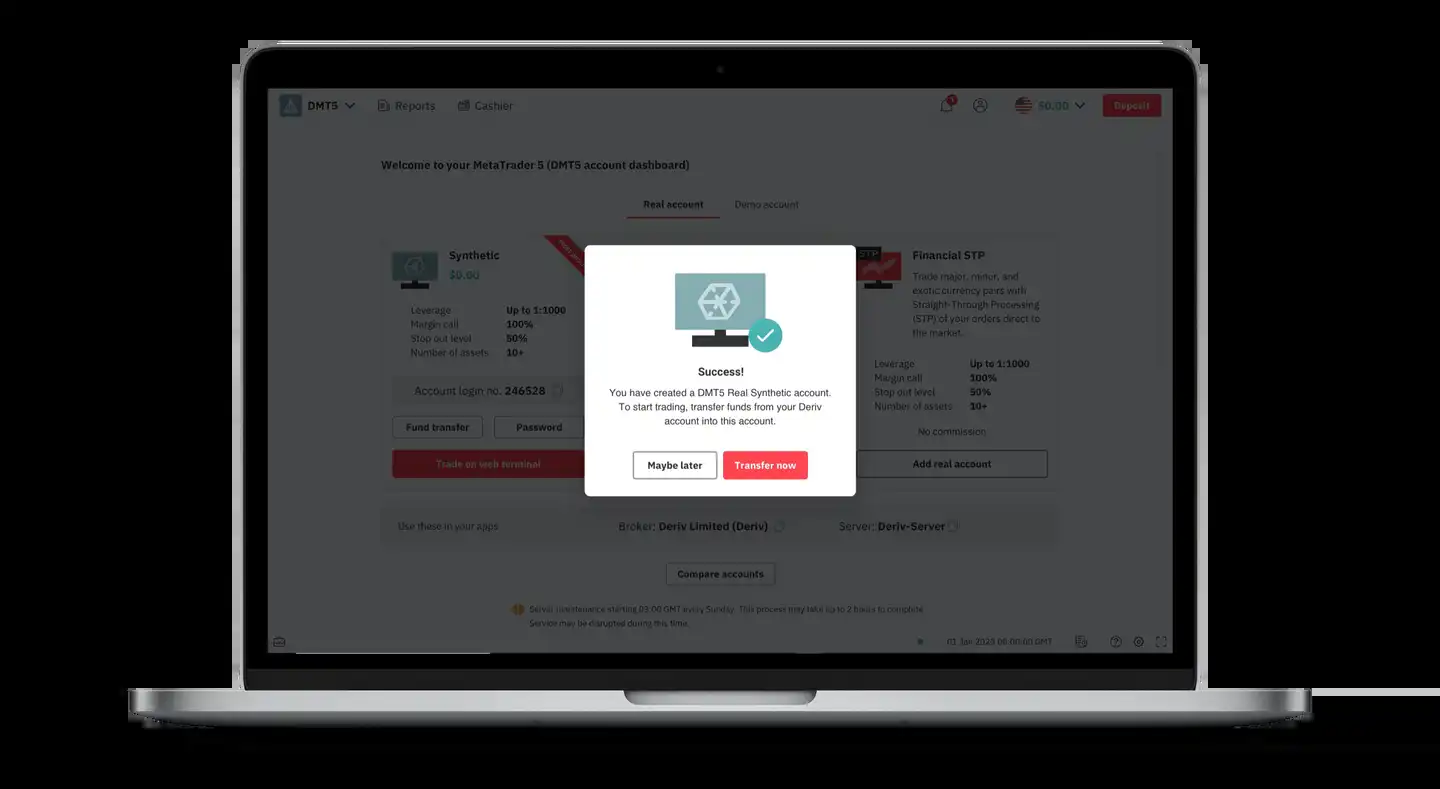 DMT5
Reports
Cashier
$0.00
Deposit
Welcome to your MetaTrader 5 (DMT5 account dashboard)
Real account
Demo account
Synthetic
$0.00
Leverage Up to 1:1000
Margin call 100%
Stop out level 50%
Number of assets 10+
Account login no. 246528
Fund transfer
Password
Trade on web terminal
Success!
You have created a DMT5 Real Synthetic account.
To start trading, transfer funds from your Deriv
account into this account.
Maybe later
Transfer now
STP
Financial STP
Trade major, minor, and
exotic currency pairs with
Straight-Through Processing
(STP) of your orders direct to
the market.
Leverage Up to 1:1000
Margin call 100%
Stop out level 50%
Number of assets 10+
No commission
Add real account
Use these in your apps
Broker: Deriv Limited (Deriv)
Server: Deriv-Server
Compare accounts
Server maintenance starting 03:00 GMT every Sunday. This process may take up to 2 hours to complete.
Service may be disrupted during this time.